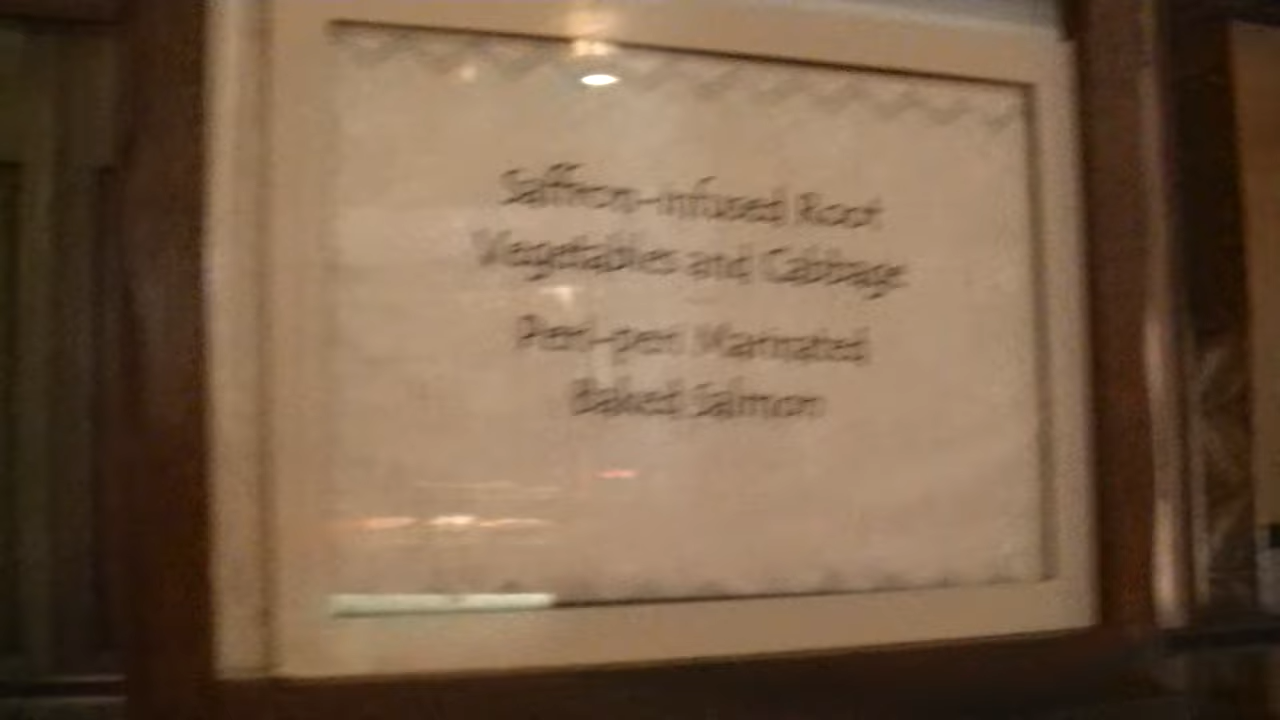 Saffron-infused Root
Vegetables and Cabbage
Peri-peri Marinated
Baked Salmon